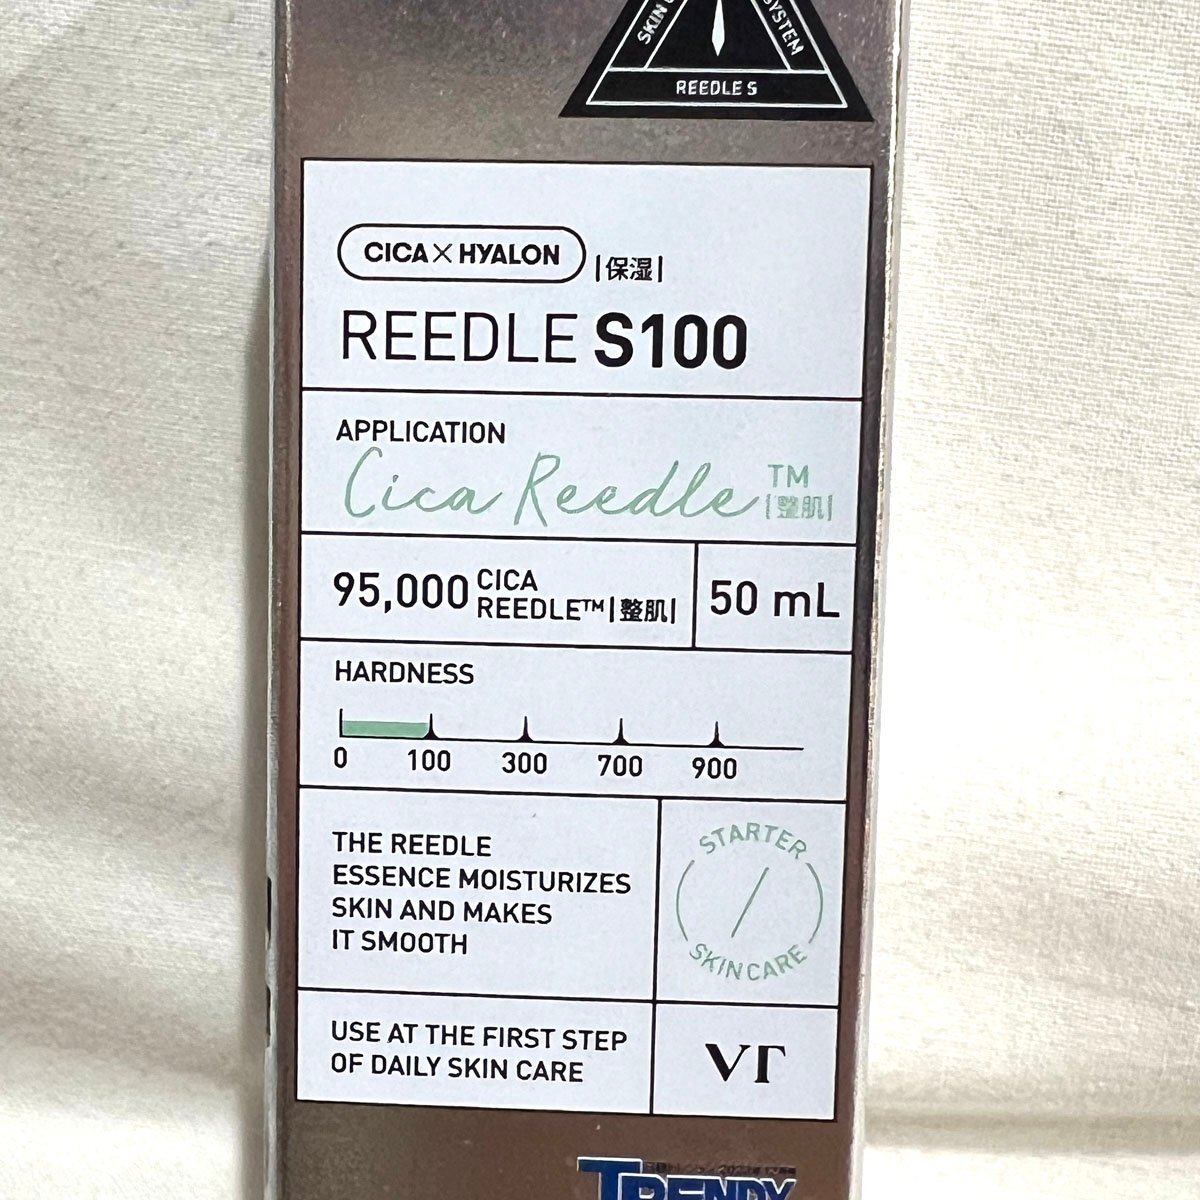 SKIN
SYSTEM
REEDLE S
CICA×HYALON |保湿|
REEDLE S100
APPLICATION
Cica Reedle™ |整肌|
95,000 CICA REEDLE™|整肌|
50 mL
HARDNESS
0 100 300 700 900
THE REEDLE
ESSENCE MOISTURIZES
SKIN AND MAKES
IT SMOOTH
STARTER
SKINCARE
USE AT THE FIRST STEP
OF DAILY SKIN CARE
VT
TRENDY